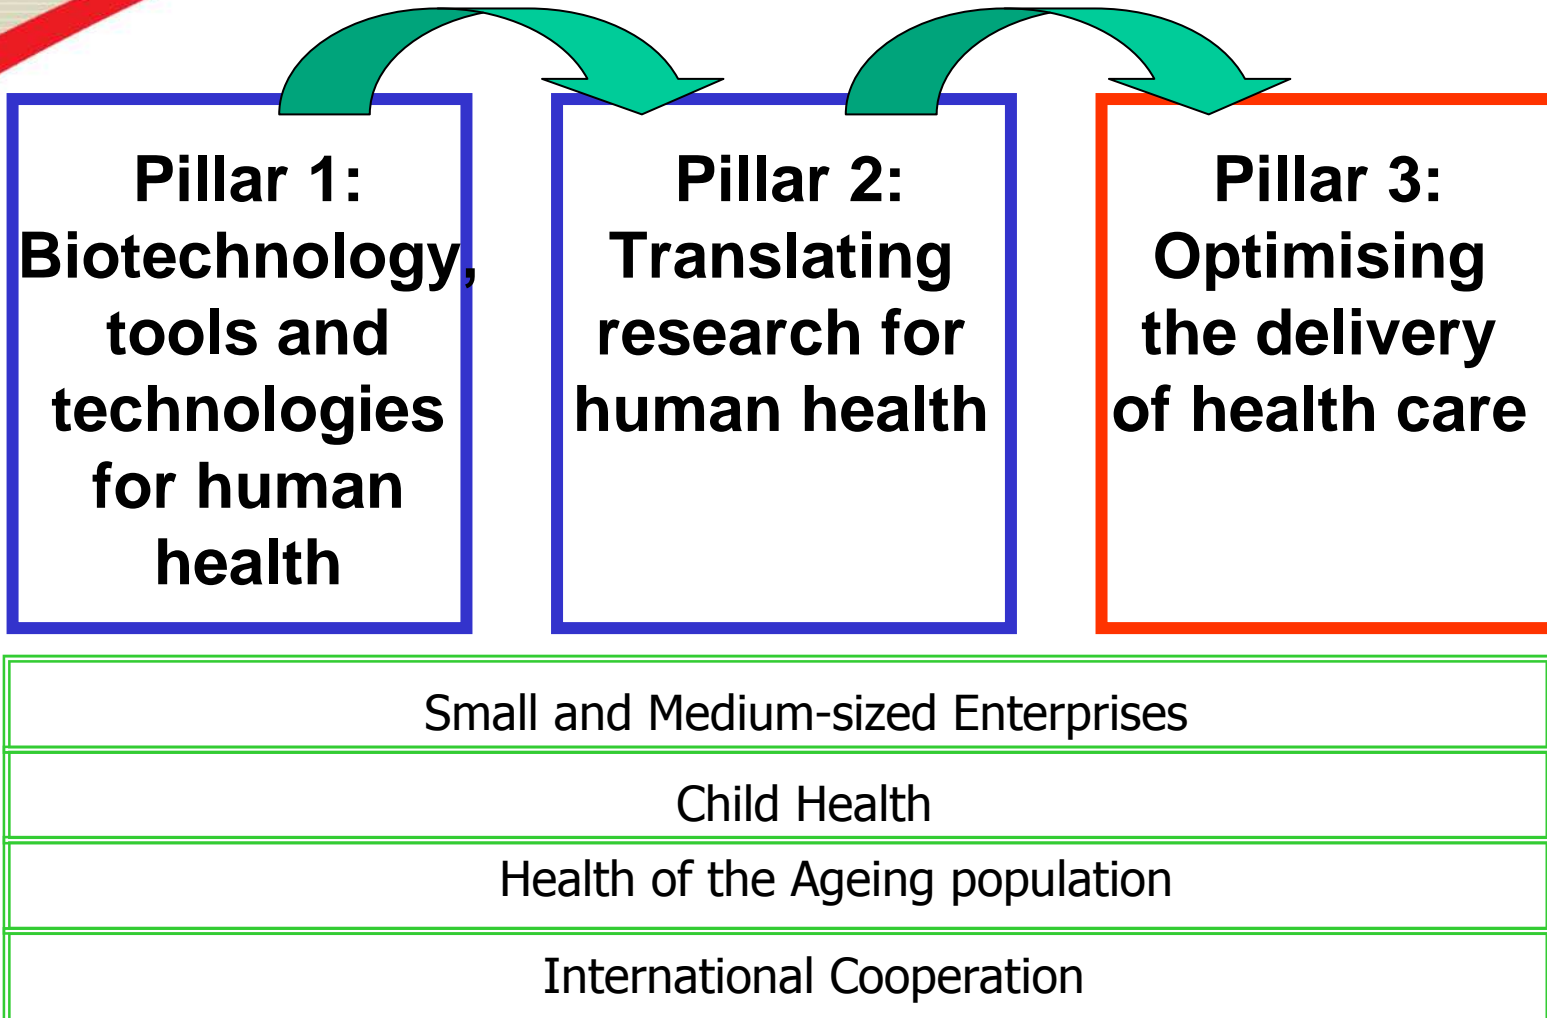 Pillar 1:
Biotechnology,
tools and
technologies
for human
health
Pillar 2:
Translating
research for
human health
Pillar 3:
Optimising
the delivery
of health care
Small and Medium-sized Enterprises
Child Health
Health of the Ageing population
International Cooperation